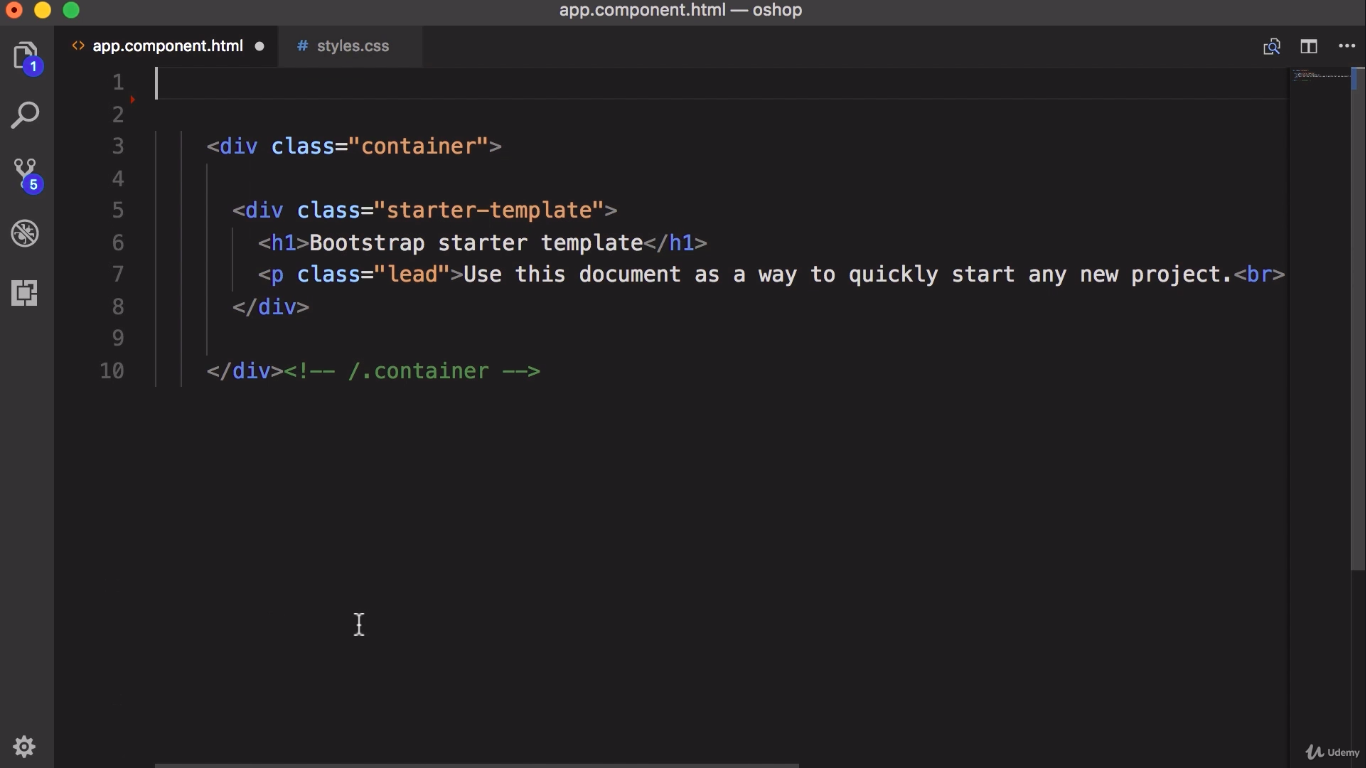 app.component.html — oshop
<> app.component.html ● # styles.css
1
1
2
3 <div class="container">
4
5 <div class="starter-template">
5
6 <h1>Bootstrap starter template</h1>
7 <p class="lead">Use this document as a way to quickly start any new project.<br>
8 </div>
9
10 </div><!-- /.container -->
Udemy